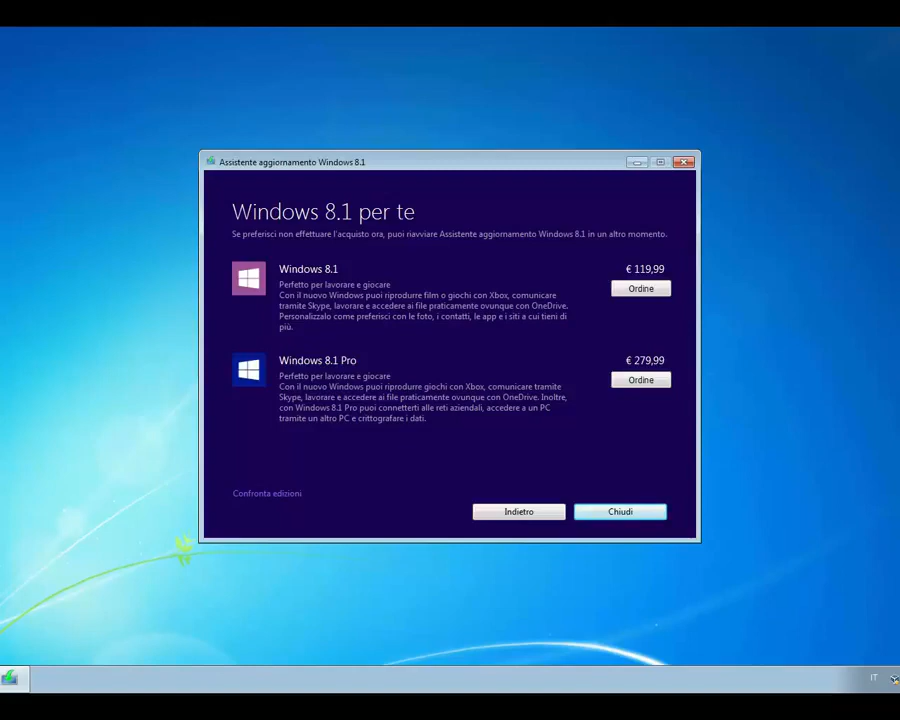 Assistente aggiornamento Windows 8.1
Windows 8.1 per te
Se preferisci non effettuare l'acquisto ora, puoi riavviare Assistente aggiornamento Windows 8.1 in un altro momento.
Windows 8.1
€ 119,99
Perfetto per lavorare e giocare
Ordine
Con il nuovo Windows puoi riprodurre film o giochi con Xbox, comunicare
tramite Skype, lavorare e accedere ai file praticamente ovunque con OneDrive.
Personalizzalo come preferisci con le foto, i contatti, le app e i siti a cui tieni di
più.
Windows 8.1 Pro
€ 279,99
Perfetto per lavorare e giocare
Ordine
Con il nuovo Windows puoi riprodurre giochi con Xbox, comunicare tramite
Skype, lavorare e accedere ai file praticamente ovunque con OneDrive. Inoltre,
con Windows 8.1 Pro puoi connetterti alle reti aziendali, accedere a un PC
tramite un altro PC e crittografare i dati.
Confronta edizioni
Indietro
Chiudi
IT